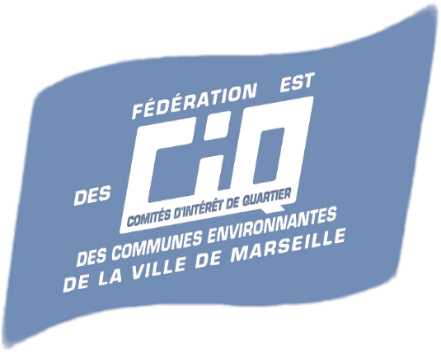 FÉDÉRATION EST
DES CIQ
COMITÉS D'INTÉRÊT DE QUARTIER
DES COMMUNES ENVIRONNANTES
DE LA VILLE DE MARSEILLE